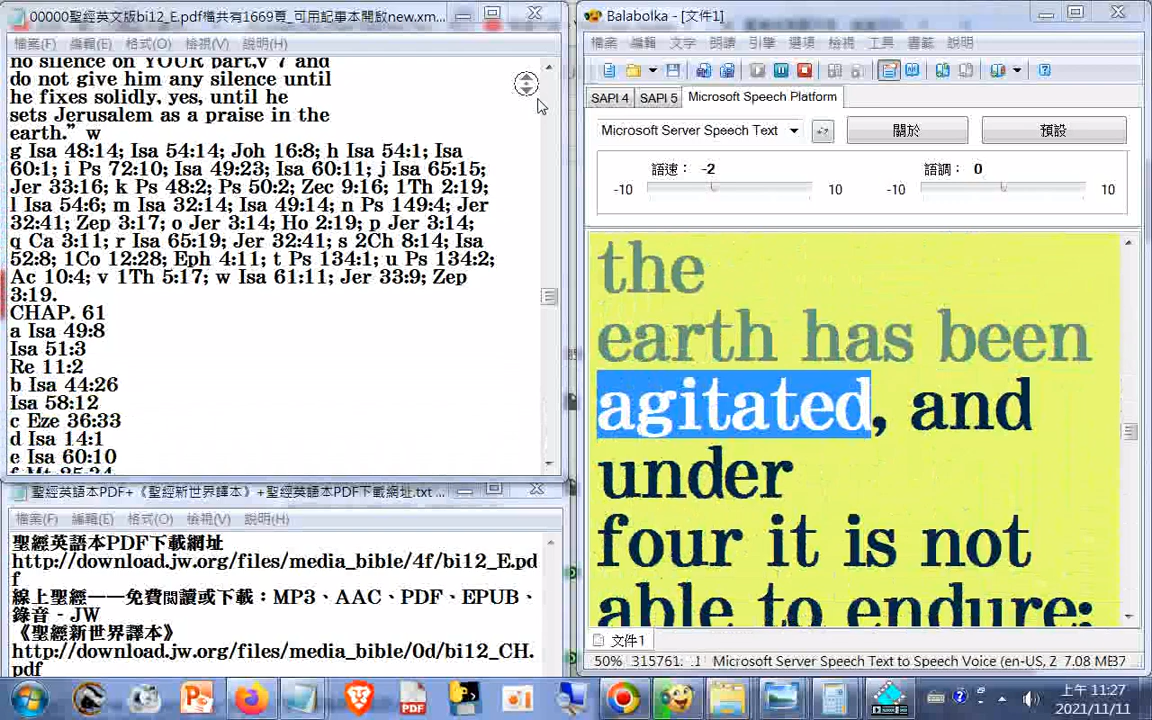 00000聖經英文版bi12_E.pdf檔共有1669頁_可用記事本開啟new.xm...
檔案(F) 編輯(E) 格式(O) 檢視(V) 說明(H)
no silence on YOUR part,v 7 and
do not give him any silence until
he fixes solidly, yes, until he
sets Jerusalem as a praise in the
earth.” w
g Isa 48:14; Isa 54:14; Joh 16:8; h Isa 54:1; Isa
60:1; i Ps 72:10; Isa 49:23; Isa 60:11; j Isa 65:15;
Jer 33:16; k Ps 48:2; Ps 50:2; Zec 9:16; 1Th 2:19;
l Isa 54:6; m Isa 32:14; Isa 49:14; n Ps 149:4; Jer
32:41; Zep 3:17; o Jer 3:14; Ho 2:19; p Jer 3:14;
q Ca 3:11; r Isa 65:19; Jer 32:41; s 2Ch 8:14; Isa
52:8; 1Co 12:28; Eph 4:11; t Ps 134:1; u Ps 134:2;
Ac 10:4; v 1Th 5:17; w Isa 61:11; Jer 33:9; Zep
3:19.
CHAP. 61
a Isa 49:8
Isa 51:3
Re 11:2
b Isa 44:26
Isa 58:12
c Eze 36:33
d Isa 14:1
e Isa 60:10
聖經英語本PDF+《聖經新世界譯本》+聖經英語本PDF下載網址.txt ...
檔案(F) 編輯(E) 格式(O) 檢視(V) 說明(H)
聖經英語本PDF下載網址
http://download.jw.org/files/media_bible/4f/bi12_E.pd
f
線上聖經——免費閱讀或下載：MP3、AAC、PDF、EPUB、
錄音 - JW
《聖經新世界譯本》
http://download.jw.org/files/media_bible/0d/bi12_CH.
pdf
Balabolka - [文件1]
檔案 編輯 文字 朗讀 引擎 選項 檢視 工具 書籤 說明
SAPI 4 SAPI 5 Microsoft Speech Platform
Microsoft Server Speech Text 關於 預設
語速： -2 語調： 0
-10 10 -10 10
the
earth has been
agitated, and
under
four it is not
able to endure:
文件1
50% 315761: .1 Microsoft Server Speech Text to Speech Voice (en-US, 2 7.08 MB37
上午 11:27
2021/11/11